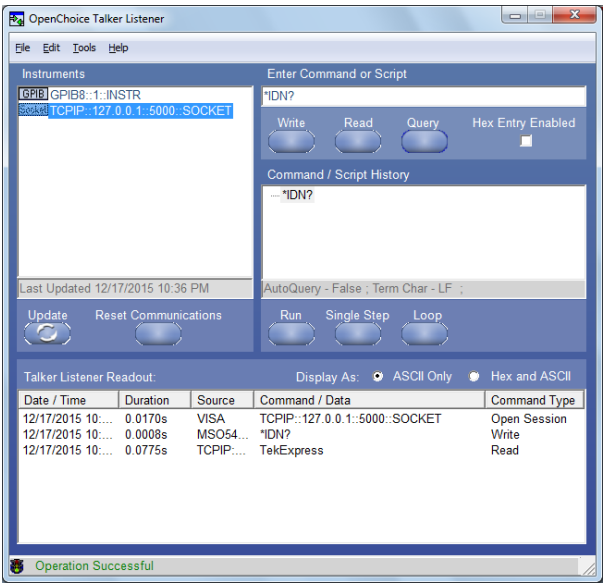 OpenChoice Talker Listener
File Edit Tools Help
Instruments
GPIB GPIB8::1::INSTR
Socket TCPIP::127.0.0.1::5000::SOCKET
Last Updated 12/17/2015 10:36 PM
Update Reset Communications
Enter Command or Script
*IDN?
Write Read Query Hex Entry Enabled
Command / Script History
*IDN?
AutoQuery - False ; Term Char - LF ;
Run Single Step Loop
Talker Listener Readout: Display As: ASCII Only Hex and ASCII
Date / Time Duration Source Command / Data Command Type
12/17/2015 10:... 0.0170s VISA TCPIP::127.0.0.1::5000::SOCKET Open Session
12/17/2015 10:... 0.0008s MSO54... *IDN? Write
12/17/2015 10:... 0.0775s TCPIP:... TekExpress Read
Operation Successful